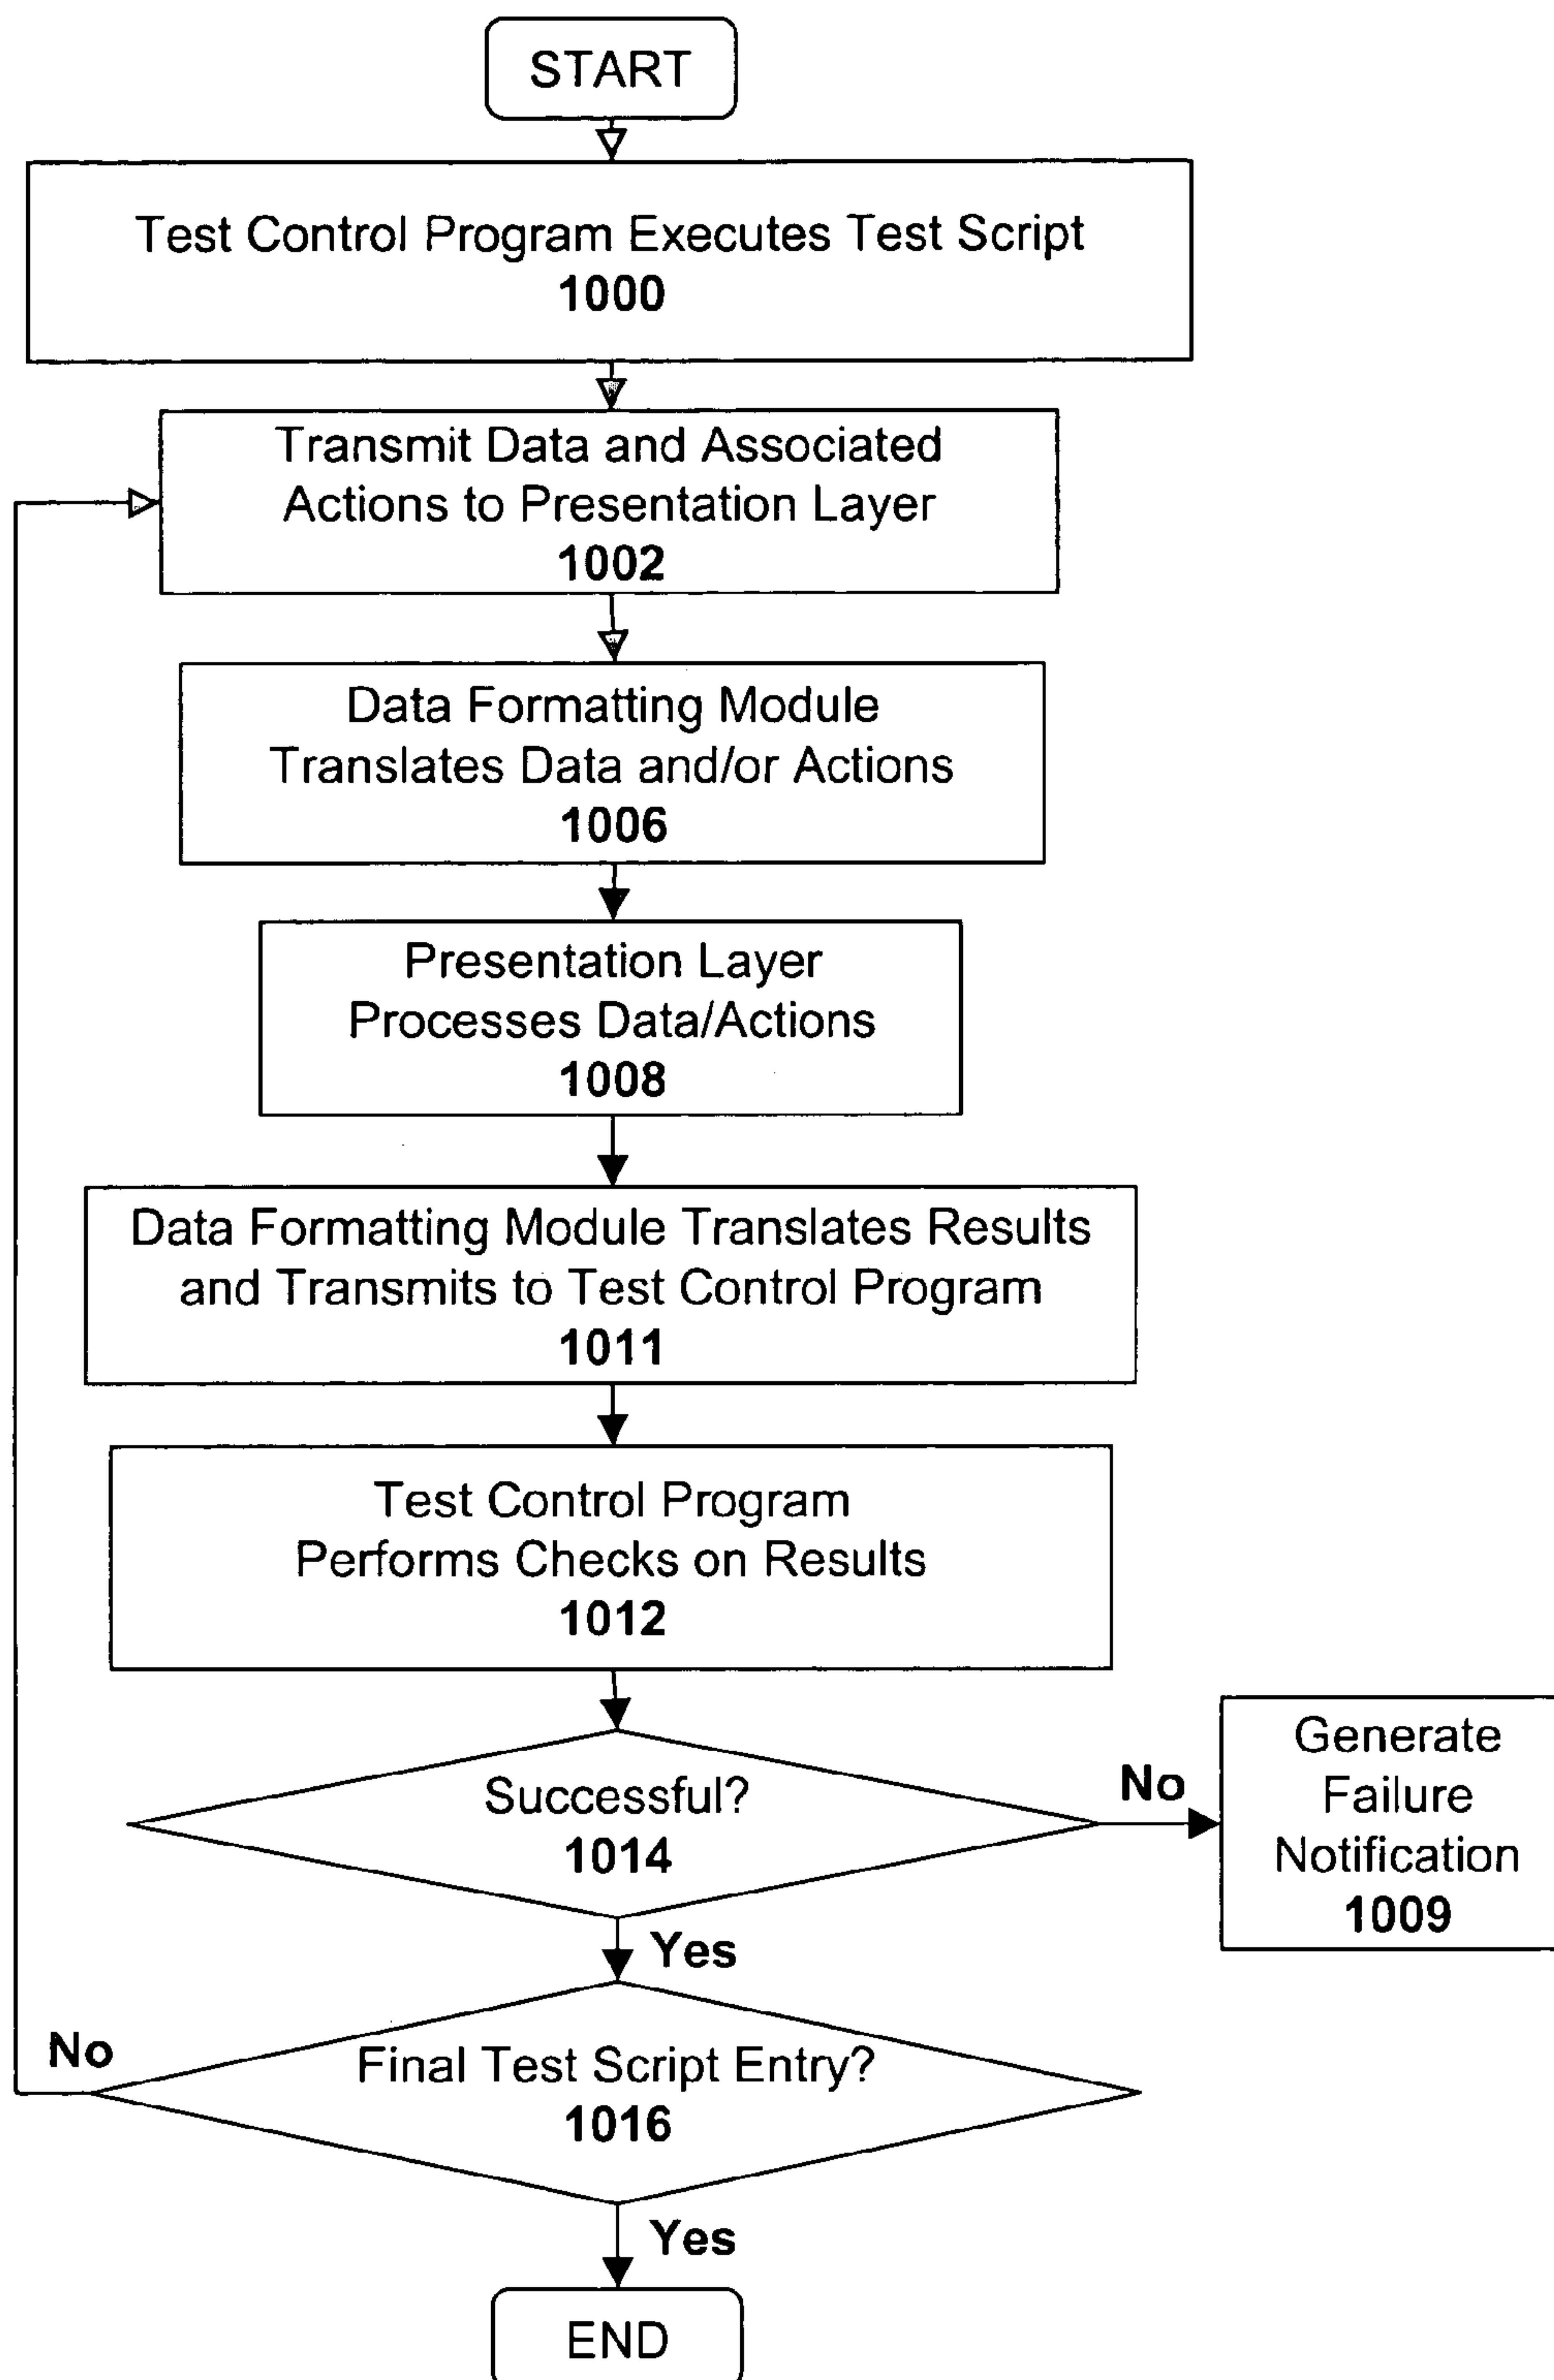 START
Test Control Program Executes Test Script
1000
Transmit Data and Associated
Actions to Presentation Layer
1002
Data Formatting Module
Translates Data and/or Actions
1006
Presentation Layer
Processes Data/Actions
1008
Data Formatting Module Translates Results
and Transmits to Test Control Program
1011
Test Control Program
Performs Checks on Results
1012
Successful?
1014
No
Generate
Failure
Notification
1009
Yes
Final Test Script Entry?
1016
No
Yes
END